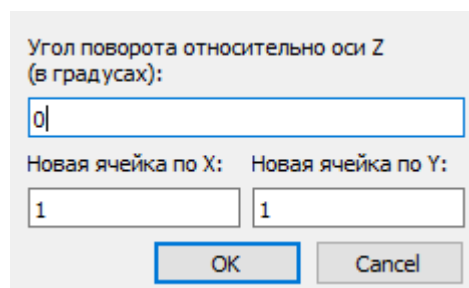 Угол поворота относительно оси Z
(в градусах):
0
Новая ячейка по X: Новая ячейка по Y:
1 1
OK Cancel